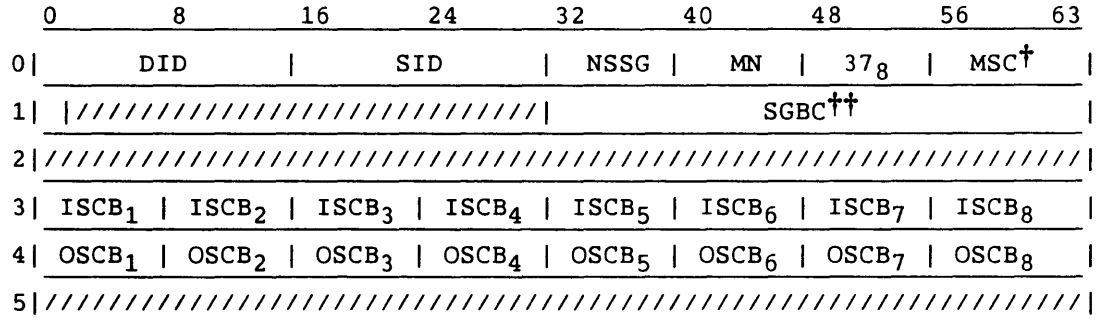 0 8 16 24 32 40 48 56 63
0| DID | SID | NSSG | MN | 37₈ | MSC† |
1| |/////////////////////////////| SGBC†† |
2|/////////////////////////////////////////////////////////////////|
3| ISCB₁ | ISCB₂ | ISCB₃ | ISCB₄ | ISCB₅ | ISCB₆ | ISCB₇ | ISCB₈ |
4| OSCB₁ | OSCB₂ | OSCB₃ | OSCB₄ | OSCB₅ | OSCB₆ | OSCB₇ | OSCB₈ |
5|/////////////////////////////////////////////////////////////////|